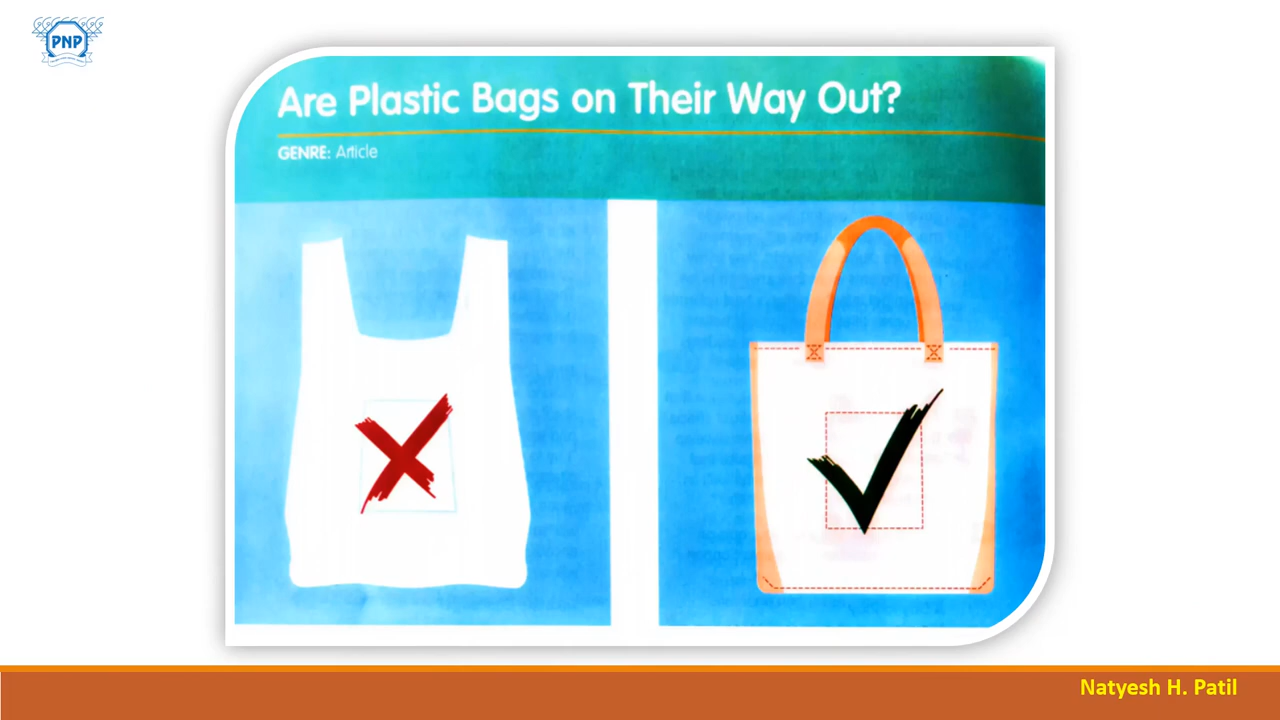 PNP
Are Plastic Bags on Their Way Out?
GENRE: Article
Natyesh H. Patil